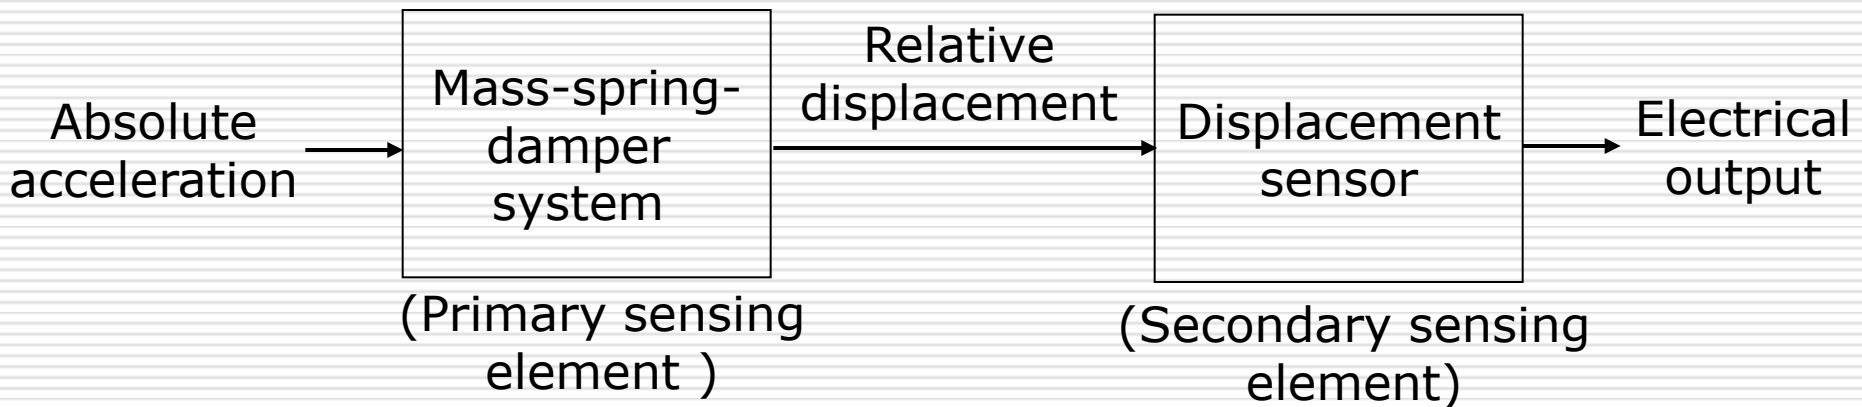 Absolute
acceleration
Mass-spring-
damper
system
(Primary sensing
element )
Relative
displacement
Displacement
sensor
(Secondary sensing
element)
Electrical
output